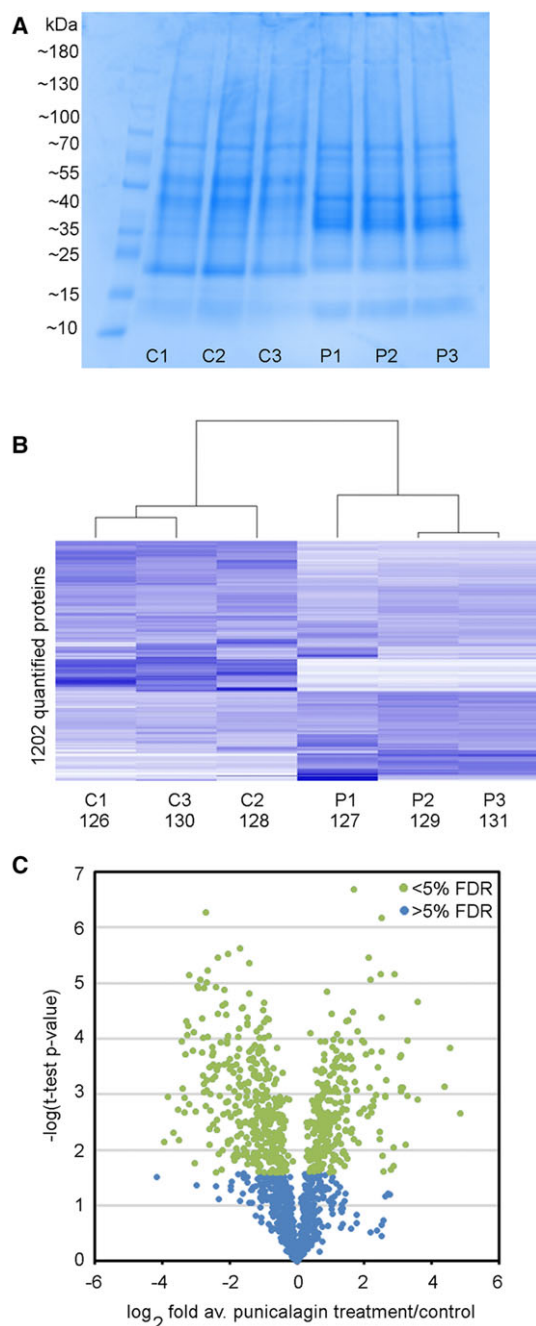 A
kDa
~180
~130
~100
~70
~55
~40
~35
~25
~15
~10
C1 C2 C3 P1 P2 P3
B
1202 quantified proteins
C1 C3 C2 P1 P2 P3
126 130 128 127 129 131
C
7
6
5
4
3
2
1
0
-log(t-test p-value)
<5% FDR
>5% FDR
-6 -4 -2 0 2 4 6
log2 fold av. punicalagin treatment/control